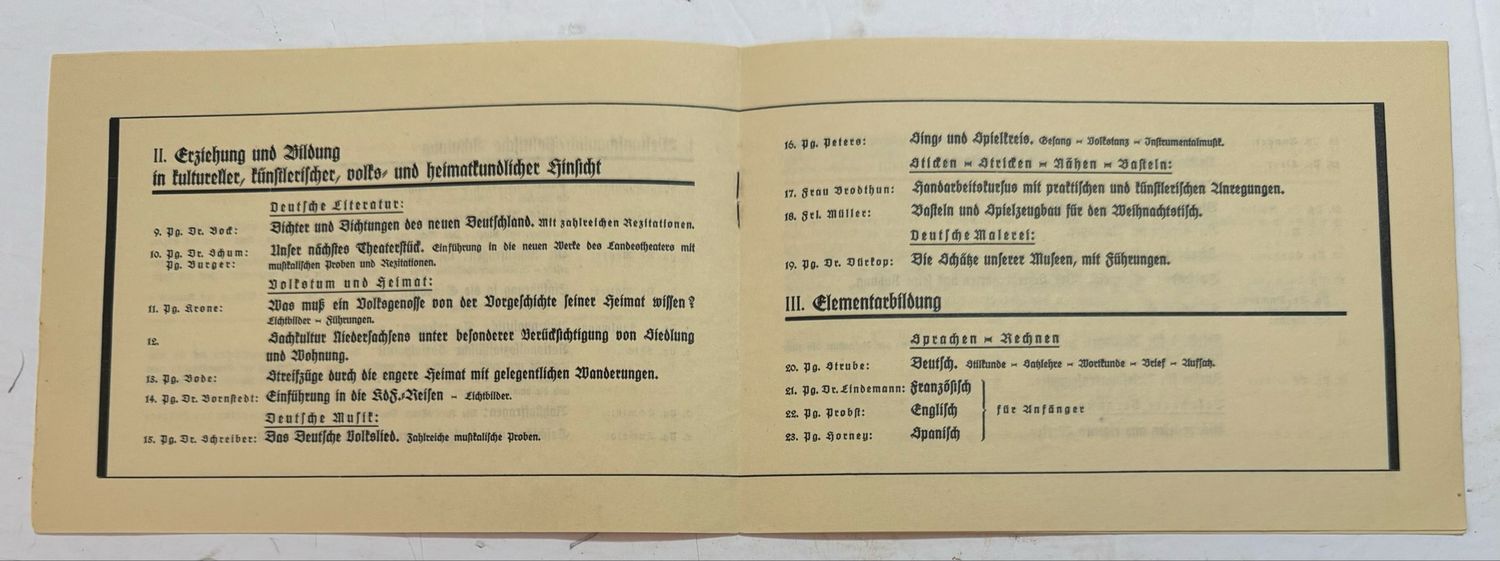 II. Erziehung und Bildung
in kultureller, künstlerischer, volks- und heimatkundlicher Hinsicht
Deutsche Literatur:
9. Pg. Dr. Bock: Dichter und Dichtungen des neuen Deutschland. Mit zahlreichen Rezitationen.
10. Pg. Dr. Schum: Unser nächstes Theaterstück. Einführung in die neuen Werke des Landestheaters mit
Pg. Burger: musikalischen Proben und Rezitationen.
Volkstum und Heimat:
11. Pg. Krone: Was muß ein Volksgenosse von der Vorgeschichte seiner Heimat wissen?
Lichtbilder – Führungen.
12. Sachkultur Niedersachsens unter besonderer Berücksichtigung von Siedlung
und Wohnung.
13. Pg. Bode: Streifzüge durch die engere Heimat mit gelegentlichen Wanderungen.
14. Pg. Dr. Bornstedt: Einführung in die KdF.-Reisen – Lichtbilder.
Deutsche Musik:
15. Pg. Dr. Schreiber: Das Deutsche Volkslied. Zahlreiche musikalische Proben.
16. Pg. Peters: Sing- und Spielkreis. Gesang – Volkstanz – Instrumentalmusik.
Sticken – Stricken – Nähen – Basteln:
17. Frau Brodthun: Handarbeitskursus mit praktischen und künstlerischen Anregungen.
18. Frl. Müller: Basteln und Spielzeugbau für den Weihnachtstisch.
Deutsche Malerei:
19. Pg. Dr. Dürkop: Die Schätze unserer Museen, mit Führungen.
III. Elementarbildung
Sprachen – Rechnen
20. Pg. Strube: Deutsch. Stilkunde – Satzlehre – Wortkunde – Brief – Aufsatz.
21. Pg. Dr. Lindemann: Französisch
22. Pg. Probst: Englisch für Anfänger
23. Pg. Horney: Spanisch